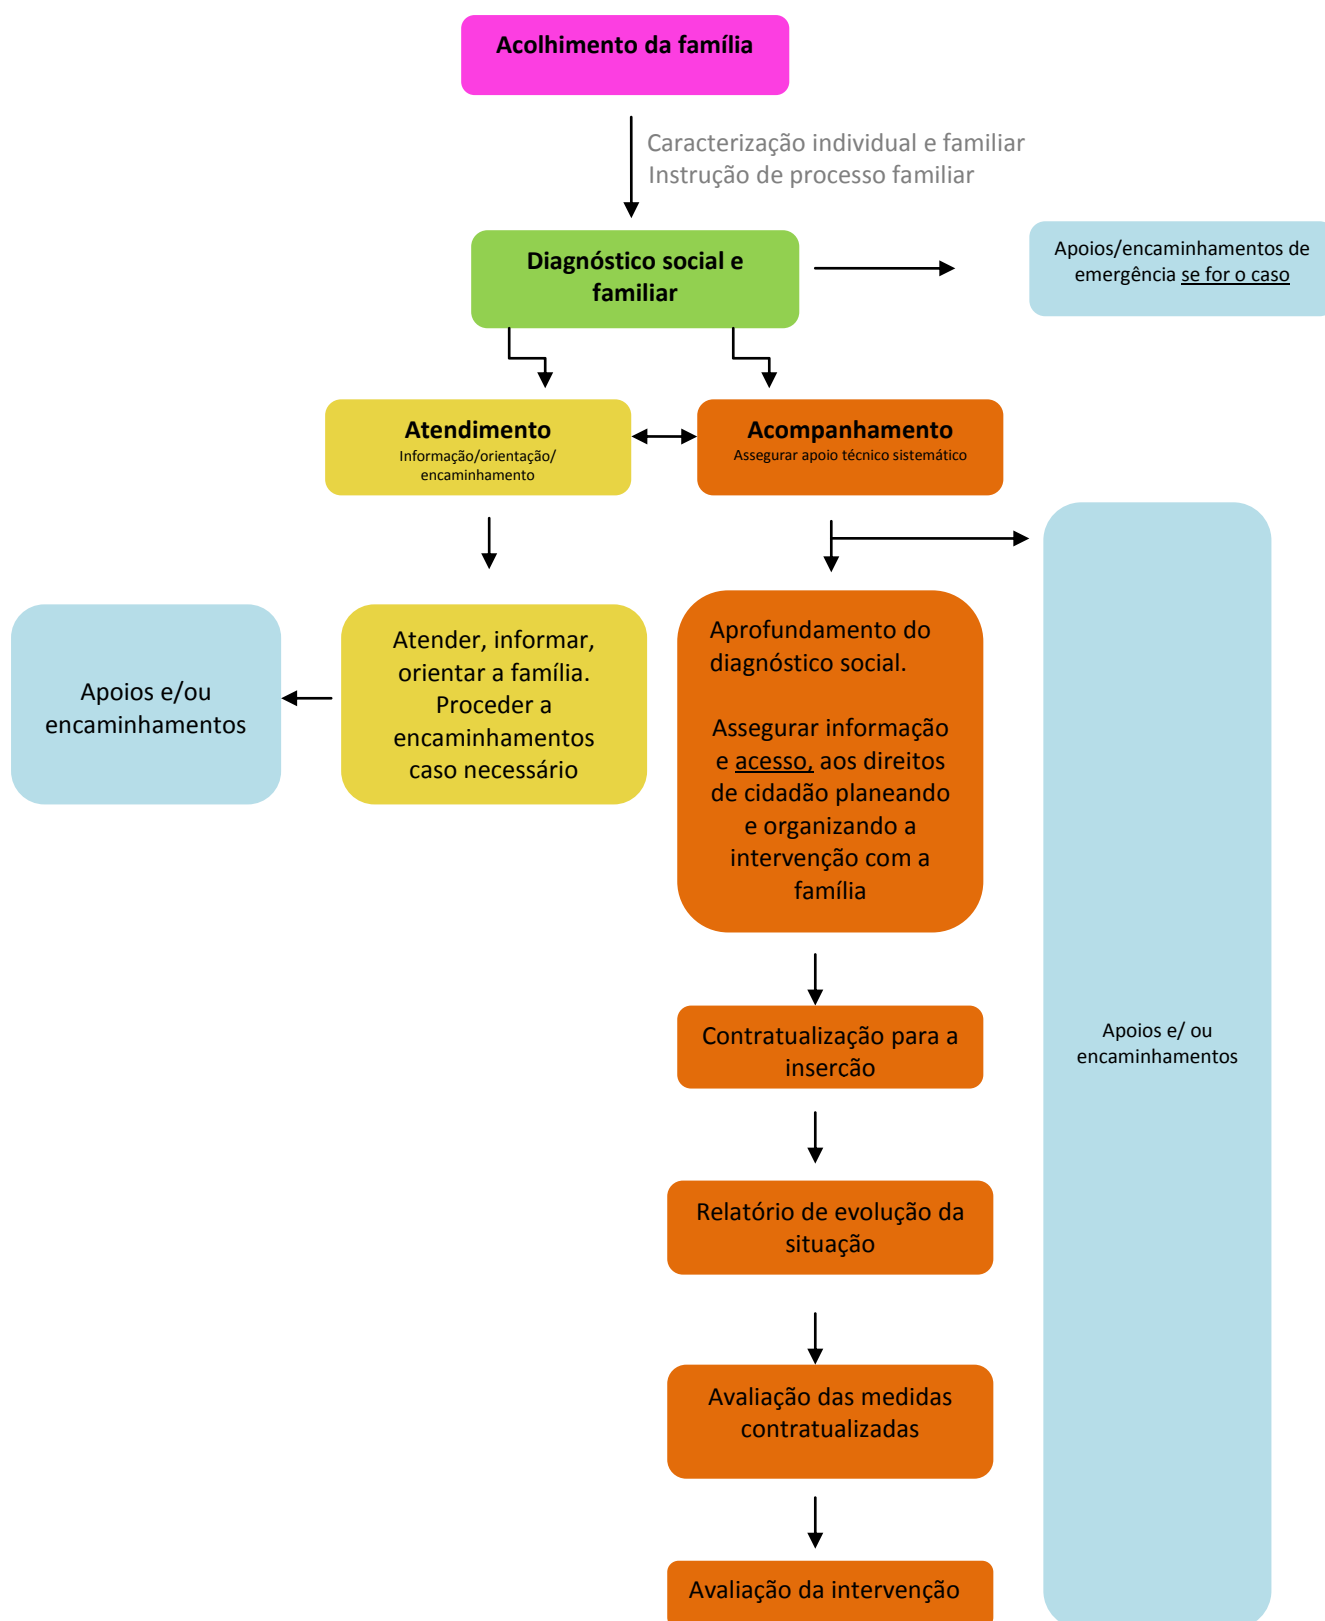 Acolhimento da família
Caracterização individual e familiar
Instrução de processo familiar
Diagnóstico social e
familiar
Apoios/encaminhamentos de
emergência se for o caso
Atendimento
Informação/orientação/
encaminhamento
Acompanhamento
Assegurar apoio técnico sistemático
Apoios e/ou
encaminhamentos
Atender, informar,
orientar a família.
Proceder a
encaminhamentos
caso necessário
Aprofundamento do
diagnóstico social.
Assegurar informação
e acesso, aos direitos
de cidadão planeando
e organizando a
intervenção com a
família
Apoios e/ ou
encaminhamentos
Contratualização para a
inserção
Relatório de evolução da
situação
Avaliação das medidas
contratualizadas
Avaliação da intervenção